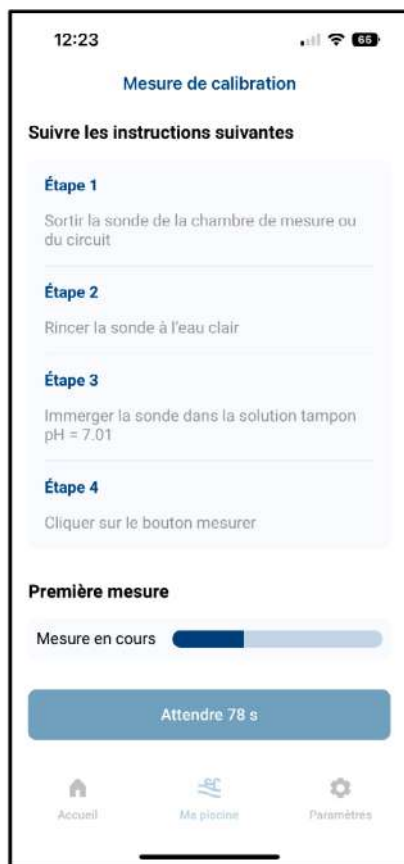 12:23
66
Mesure de calibration
Suivre les instructions suivantes
Étape 1
Sortir la sonde de la chambre de mesure ou
du circuit
Étape 2
Rincer la sonde à l'eau clair
Étape 3
Immerger la sonde dans la solution tampon
pH = 7.01
Étape 4
Cliquer sur le bouton mesurer
Première mesure
Mesure en cours
Attendre 78 s
Accueil Ma piscine Paramètres